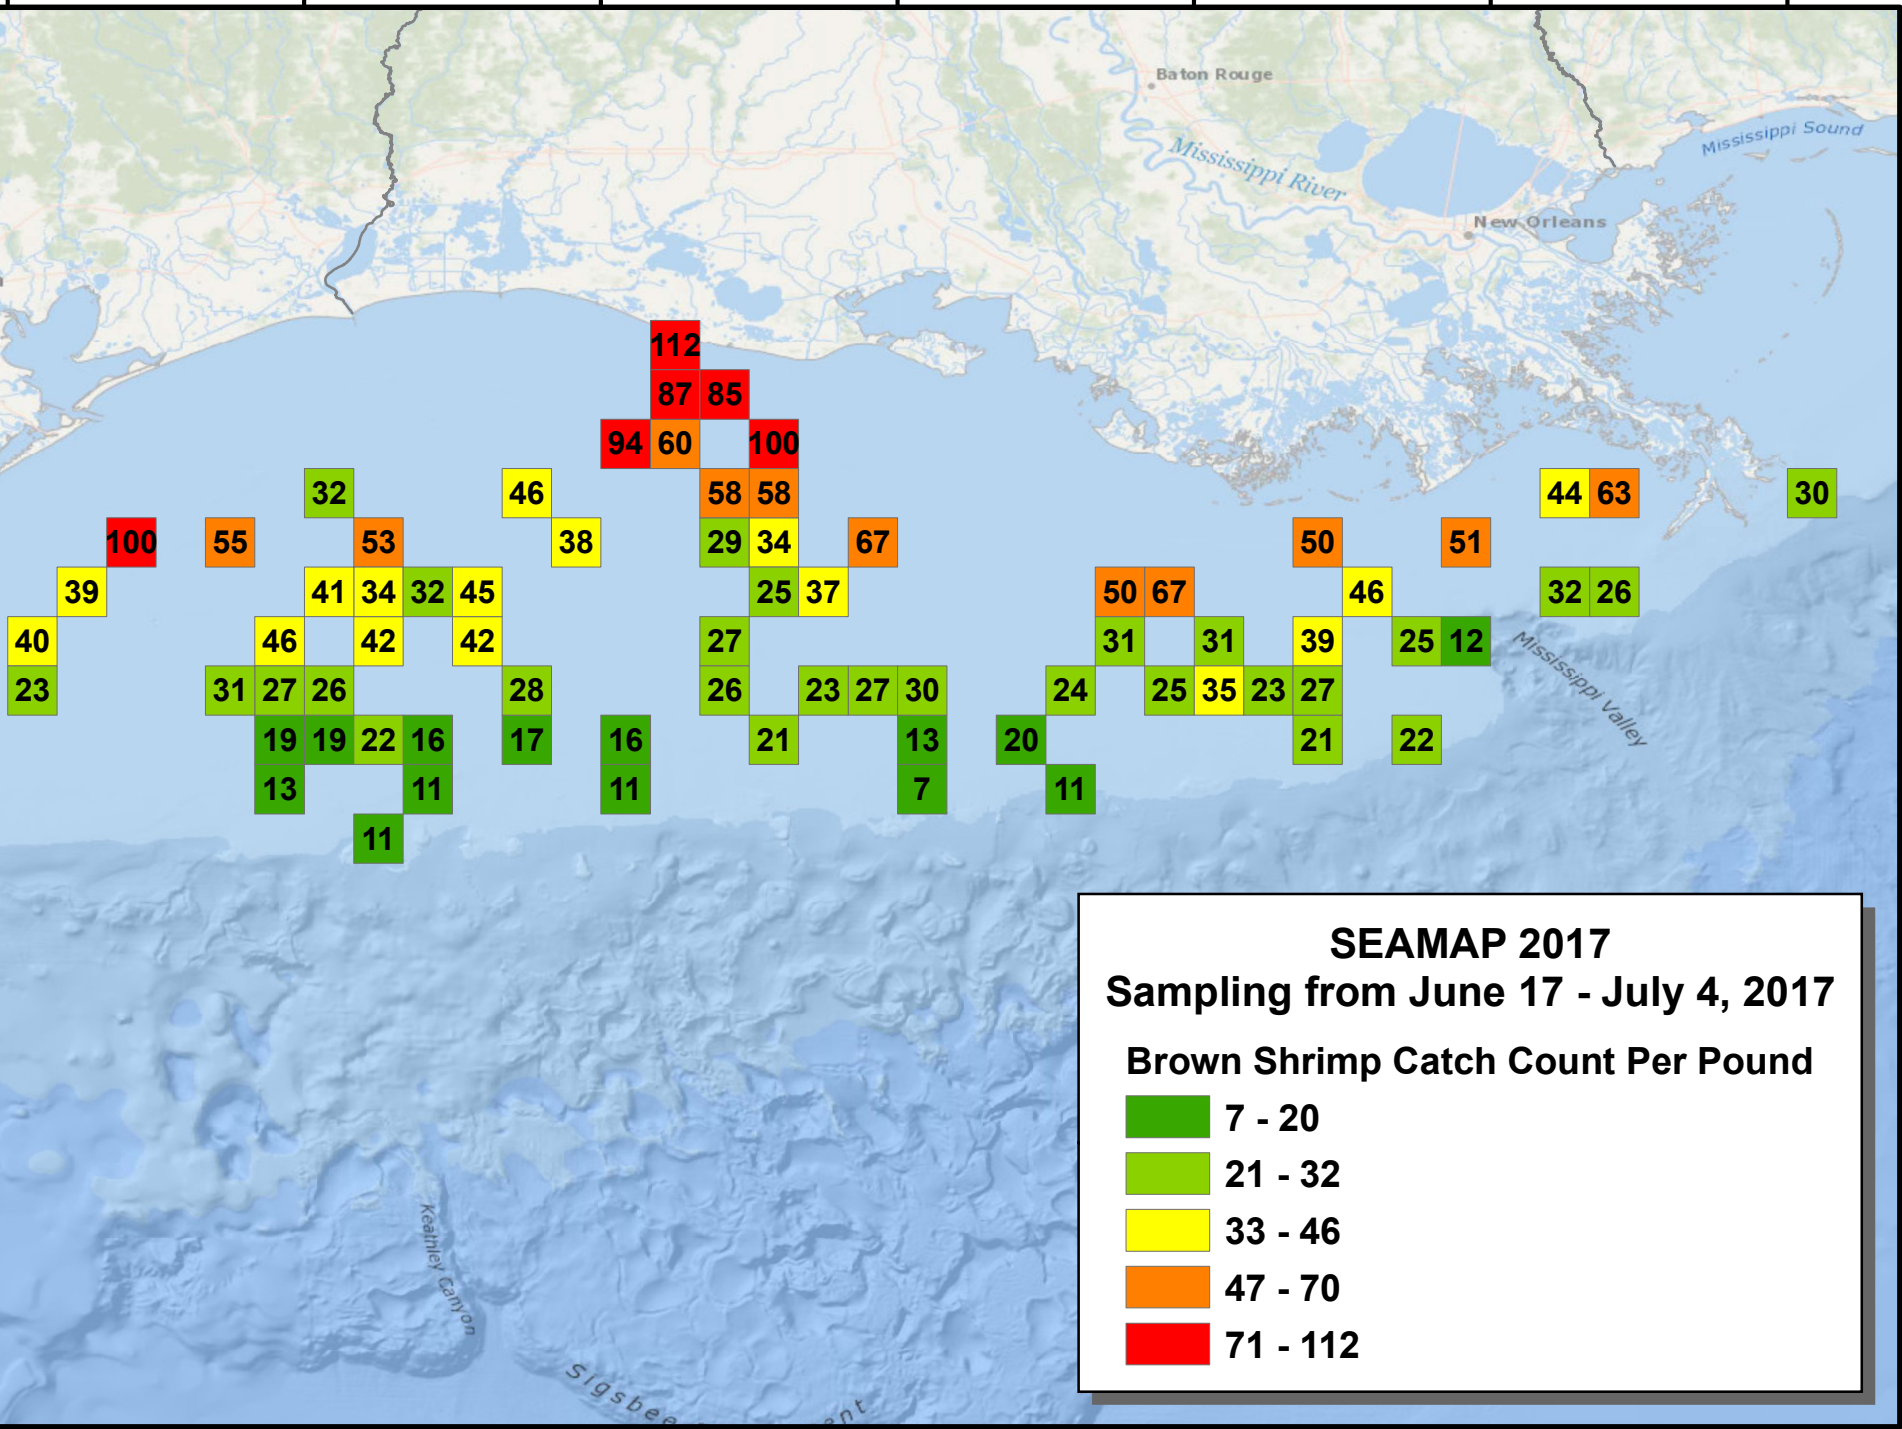 Baton Rouge
Mississippi Sound
Mississippi River
New Orleans
112
87 85
94 60 100
32 46 58 58 44 63 30
100 55 53 38 29 34 67 50 51
39 41 34 32 45 25 37 50 67 46 32 26
40 46 42 42 27 31 31 39 25 12
Mississippi Valley
23 31 27 26 28 26 23 27 30 24 25 35 23 27
19 19 22 16 17 16 21 13 20 21 22
13 11 11 7 11
11
SEAMAP 2017
Sampling from June 17 - July 4, 2017
Brown Shrimp Catch Count Per Pound
7 - 20
21 - 32
33 - 46
47 - 70
71 - 112
Keathley Canyon
Sigsbee